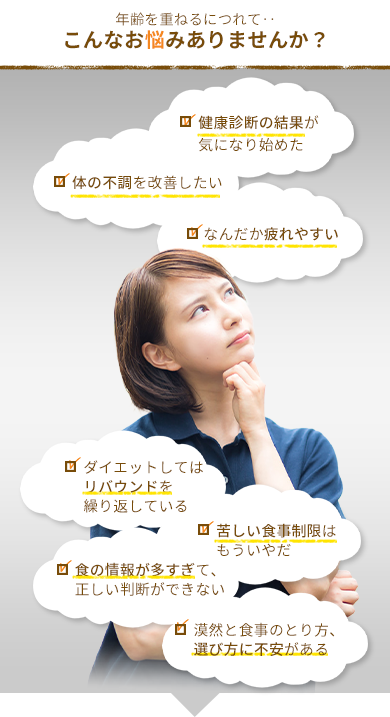 年齢を重ねるにつれて‥
こんなお悩みありませんか？
健康診断の結果が
気になり始めた
体の不調を改善したい
なんだか疲れやすい
ダイエットしては
リバウンドを
繰り返している
苦しい食事制限は
もういやだ
食の情報が多すぎて、
正しい判断ができない
漠然と食事のとり方、
選び方に不安がある